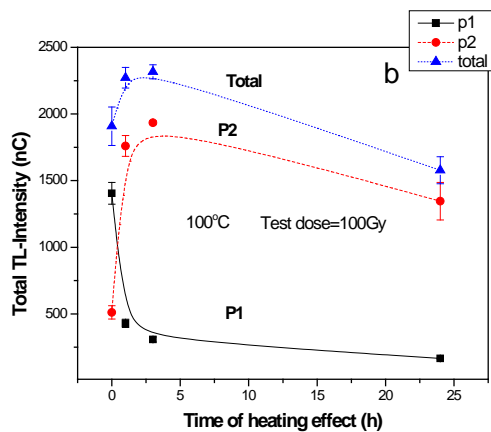 p1
p2
total
b
2500
2000
1500
1000
500
0
Total TL-Intensity (nC)
Total
P2
100°C
Test dose=100Gy
P1
0
5
10
15
20
25
Time of heating effect (h)